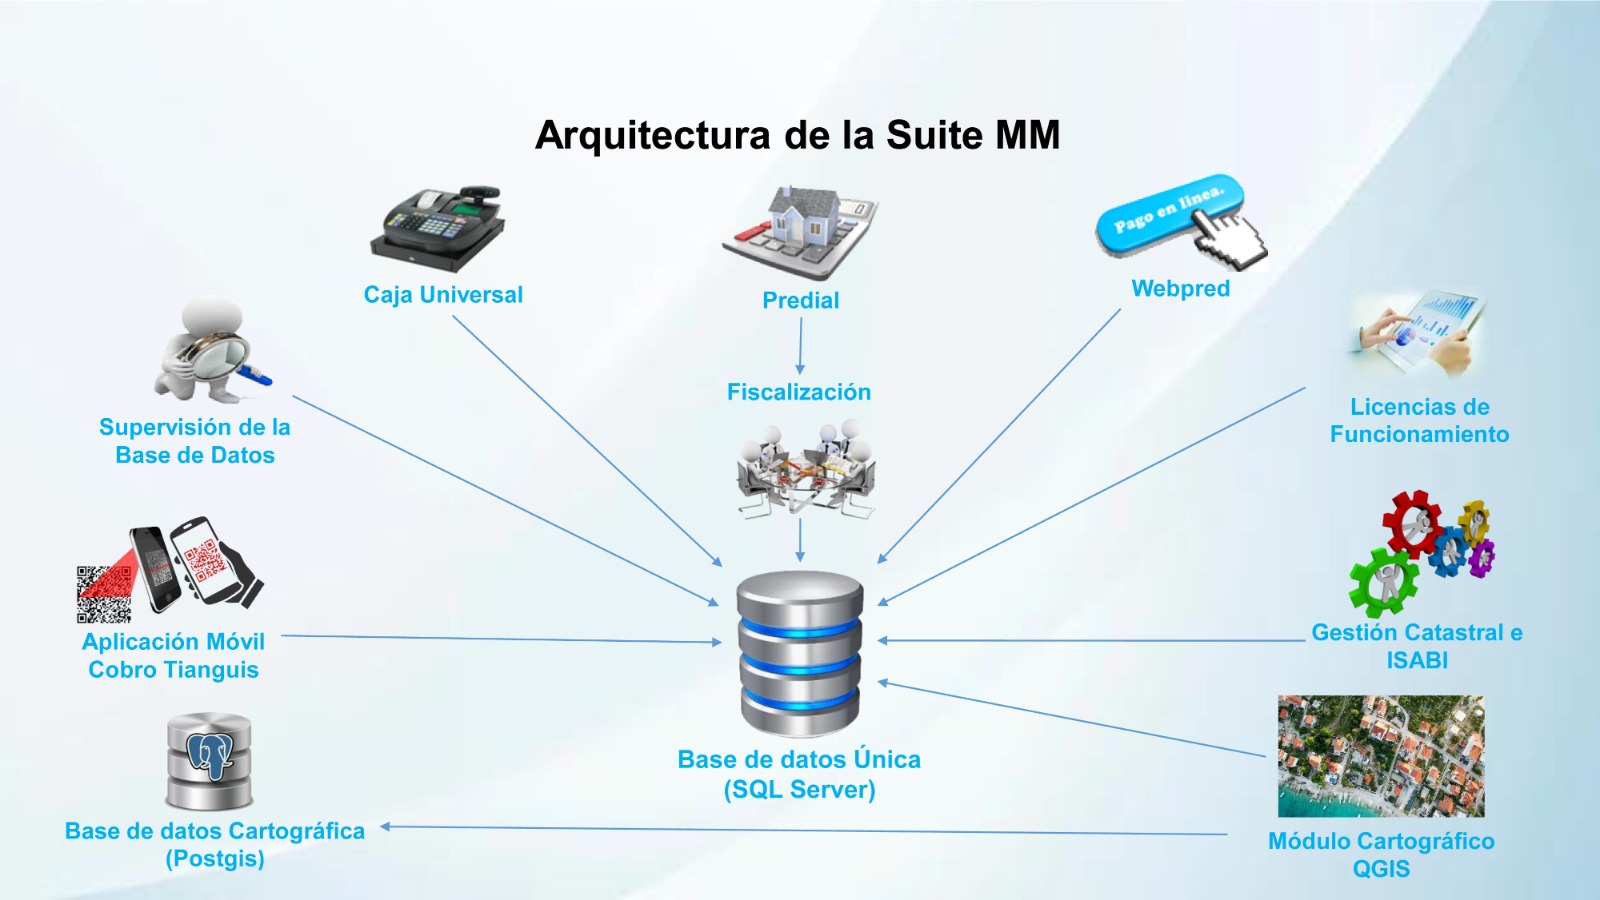 Arquitectura de la Suite MM
Pago en línea.
Caja Universal
Predial
Webpred
Fiscalización
Supervisión de la
Base de Datos
Licencias de
Funcionamiento
Aplicación Móvil
Cobro Tianguis
Gestión Catastral e
ISABI
Base de datos Única
(SQL Server)
Base de datos Cartográfica
(Postgis)
Módulo Cartográfico
QGIS